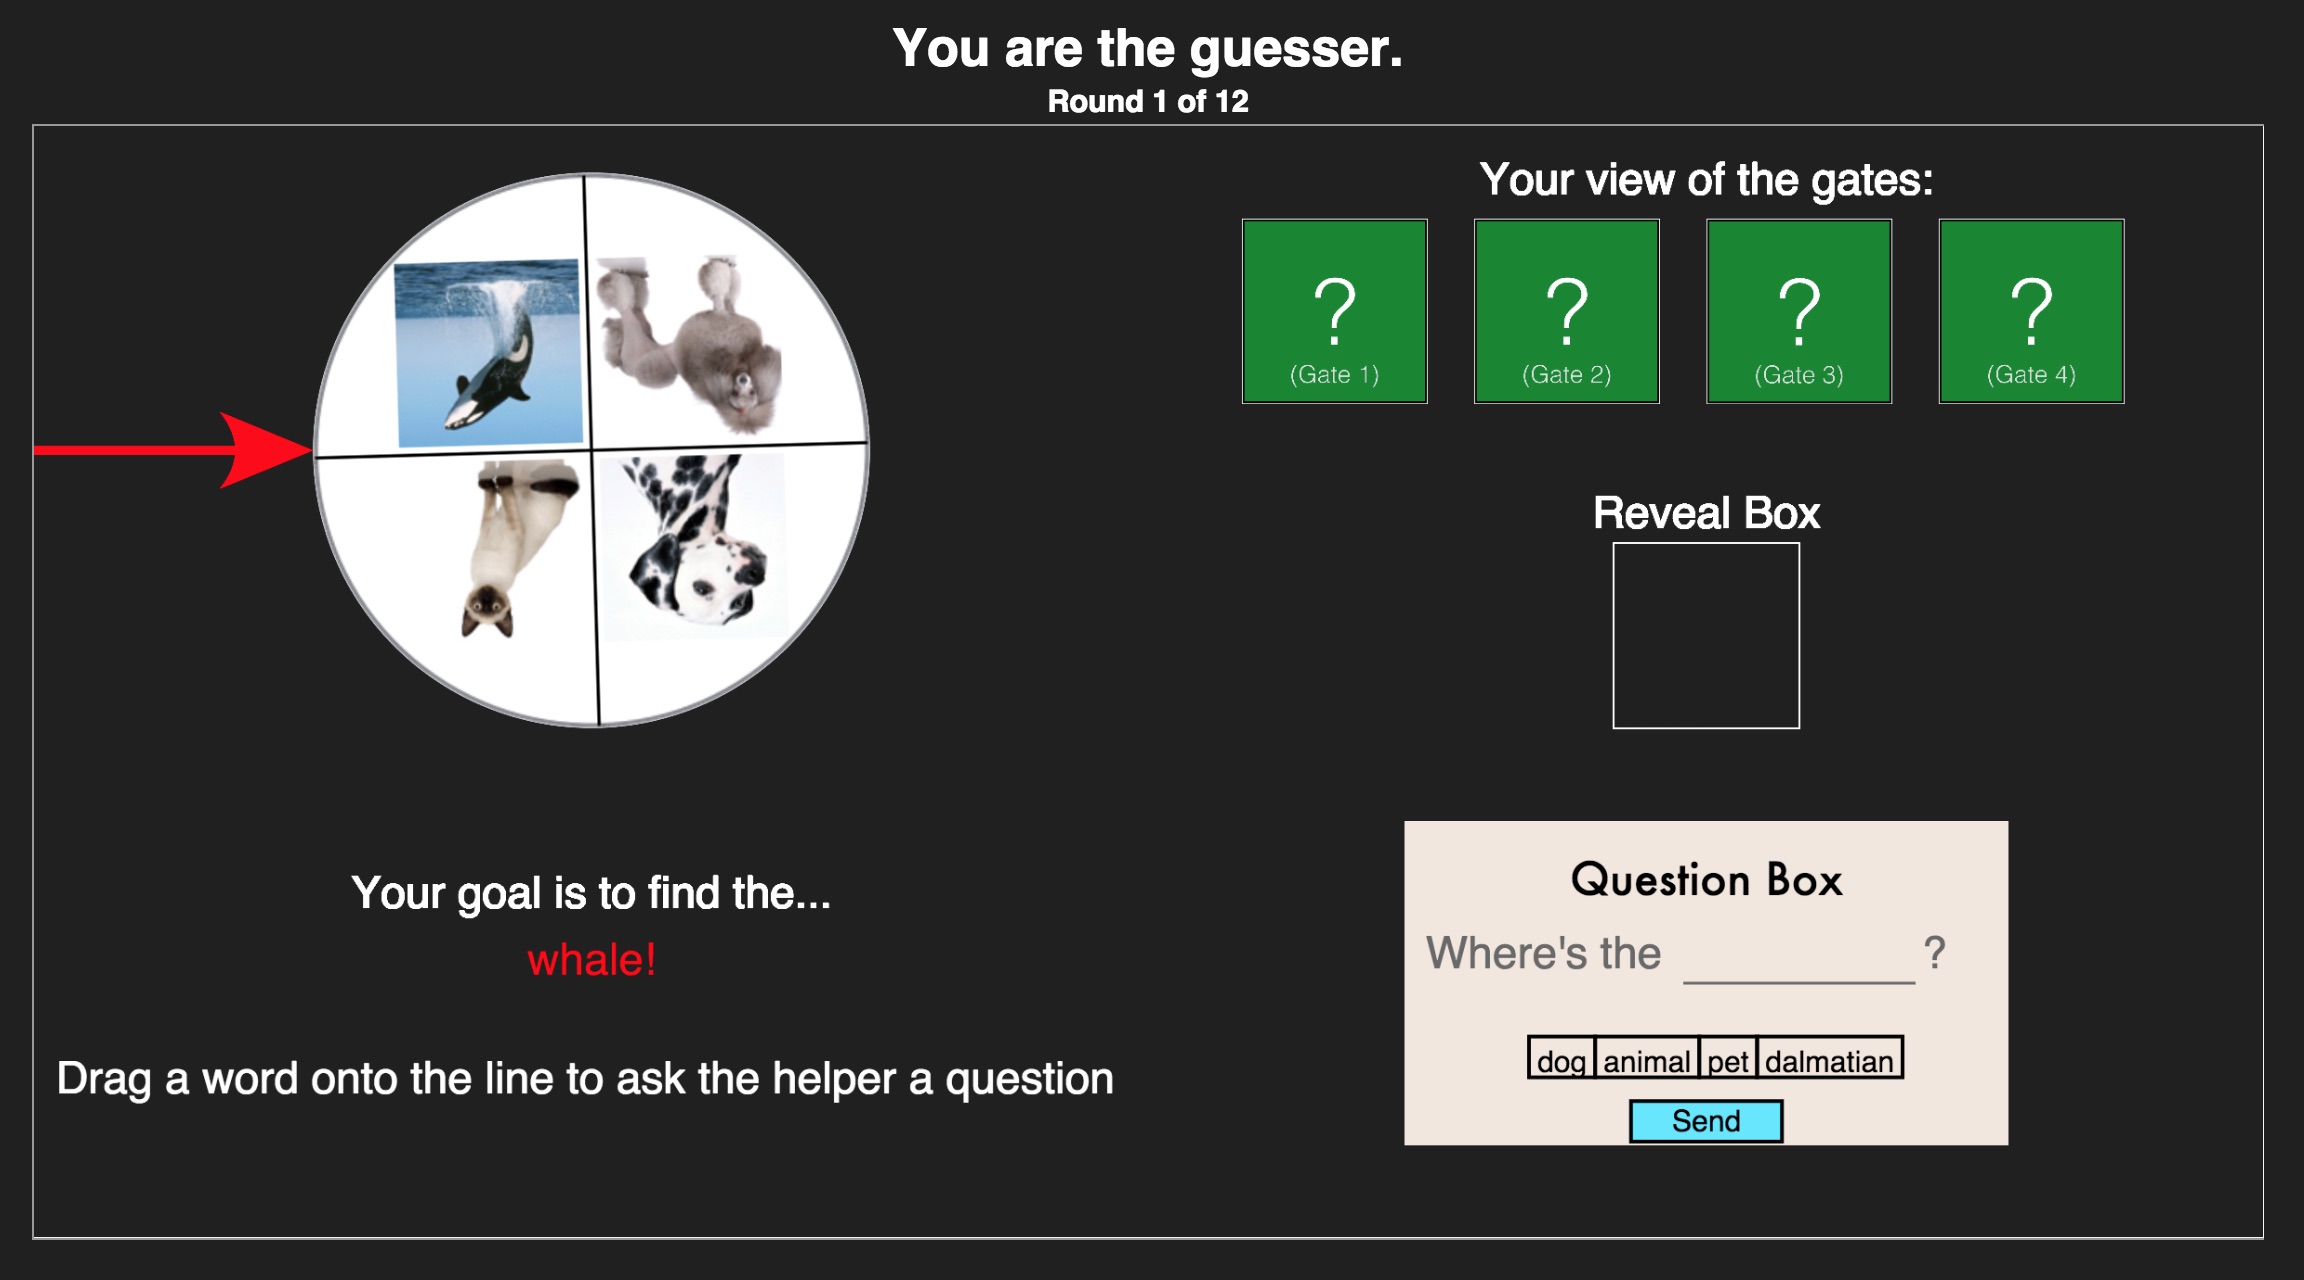 You are the guesser.
Round 1 of 12
Your view of the gates:
?
(Gate 1)
?
(Gate 2)
?
(Gate 3)
?
(Gate 4)
Reveal Box
Your goal is to find the...
whale!
Drag a word onto the line to ask the helper a question
Question Box
Where's the ________ ?
dog animal pet dalmatian
Send